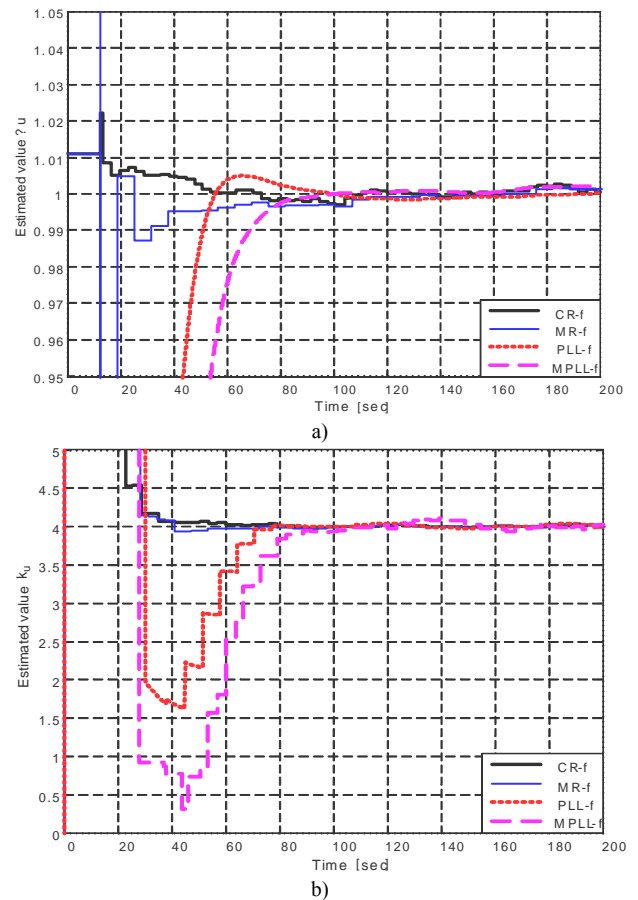 1.05
1.04
1.03
1.02
1.01
1
0.99
0.98
0.97
0.96
0.95
Estimated value ? u
0 20 40 60 80 100 120 140 160 180 200
Time [sec]
CR-f
MR-f
PLL-f
MPLL-f
a)
5
4.5
4
3.5
3
2.5
2
1.5
1
0.5
0
Estimated value ku
0 20 40 60 80 100 120 140 160 180 200
Time [sec]
CR-f
MR-f
PLL-f
MPLL-f
b)